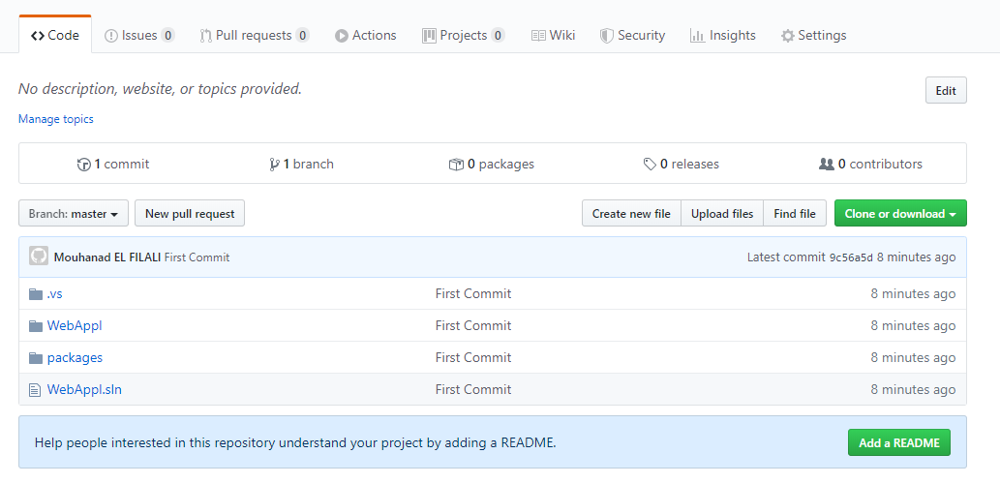 Code Issues 0 Pull requests 0 Actions Projects 0 Wiki Security Insights Settings
No description, website, or topics provided. Edit
Manage topics
1 commit 1 branch 0 packages 0 releases 0 contributors
Branch: master New pull request Create new file Upload files Find file Clone or download
Mouhanad EL FILALI First Commit Latest commit 9c56a5d 8 minutes ago
.vs First Commit 8 minutes ago
WebAppl First Commit 8 minutes ago
packages First Commit 8 minutes ago
WebAppl.sln First Commit 8 minutes ago
Help people interested in this repository understand your project by adding a README. Add a README